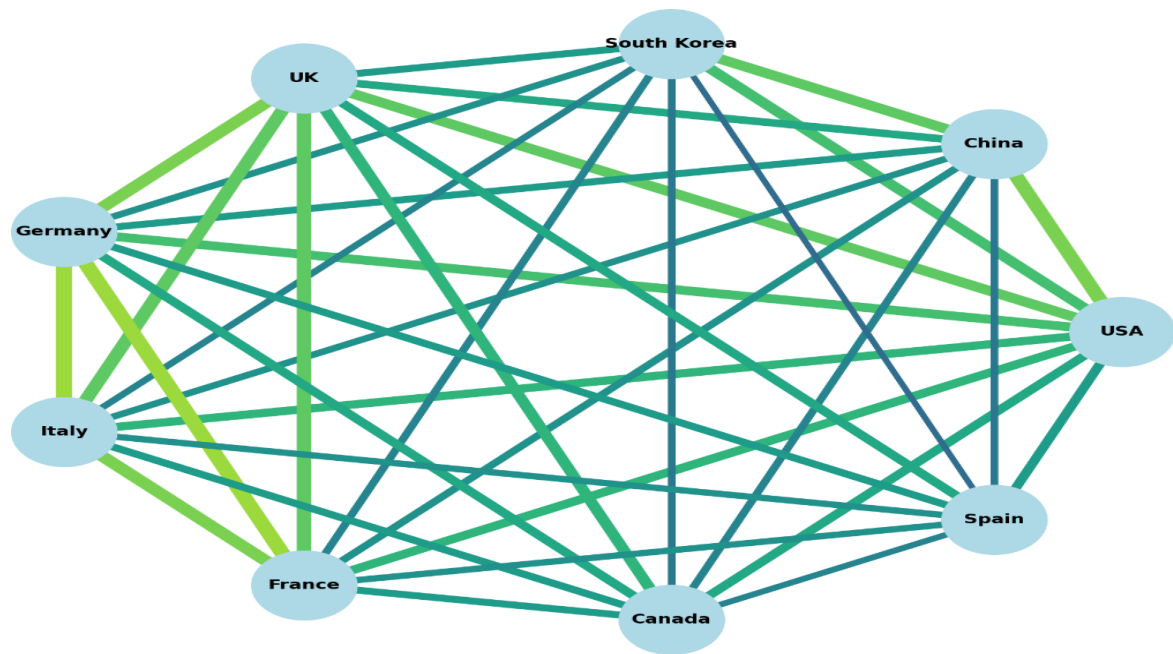 South Korea
UK
China
Germany
USA
Italy
Spain
France
Canada